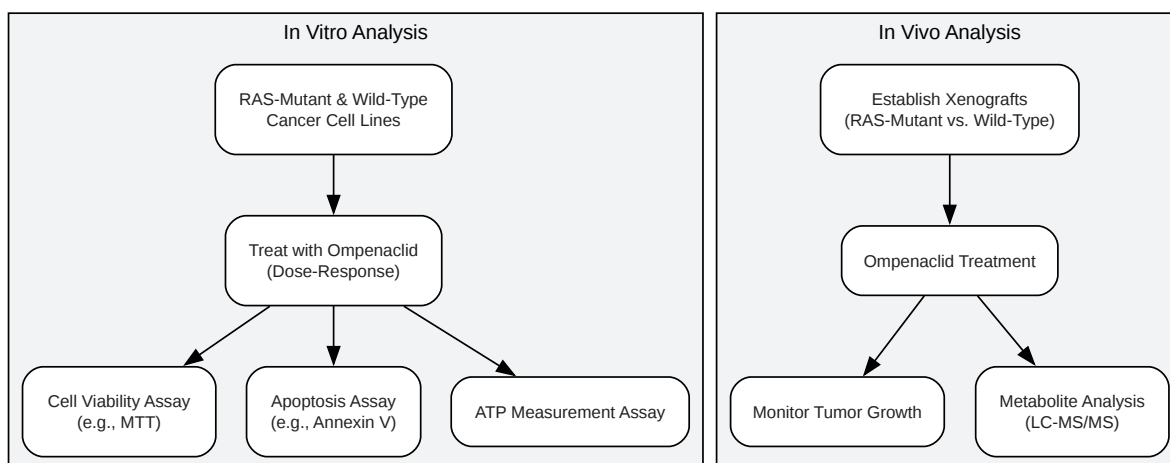 In Vitro Analysis
RAS-Mutant & Wild-Type
Cancer Cell Lines
Treat with Ompenaclid
(Dose-Response)
Cell Viability Assay
(e.g., MTT)
Apoptosis Assay
(e.g., Annexin V)
ATP Measurement Assay
In Vivo Analysis
Establish Xenografts
(RAS-Mutant vs. Wild-Type)
Ompenaclid Treatment
Monitor Tumor Growth
Metabolite Analysis
(LC-MS/MS)